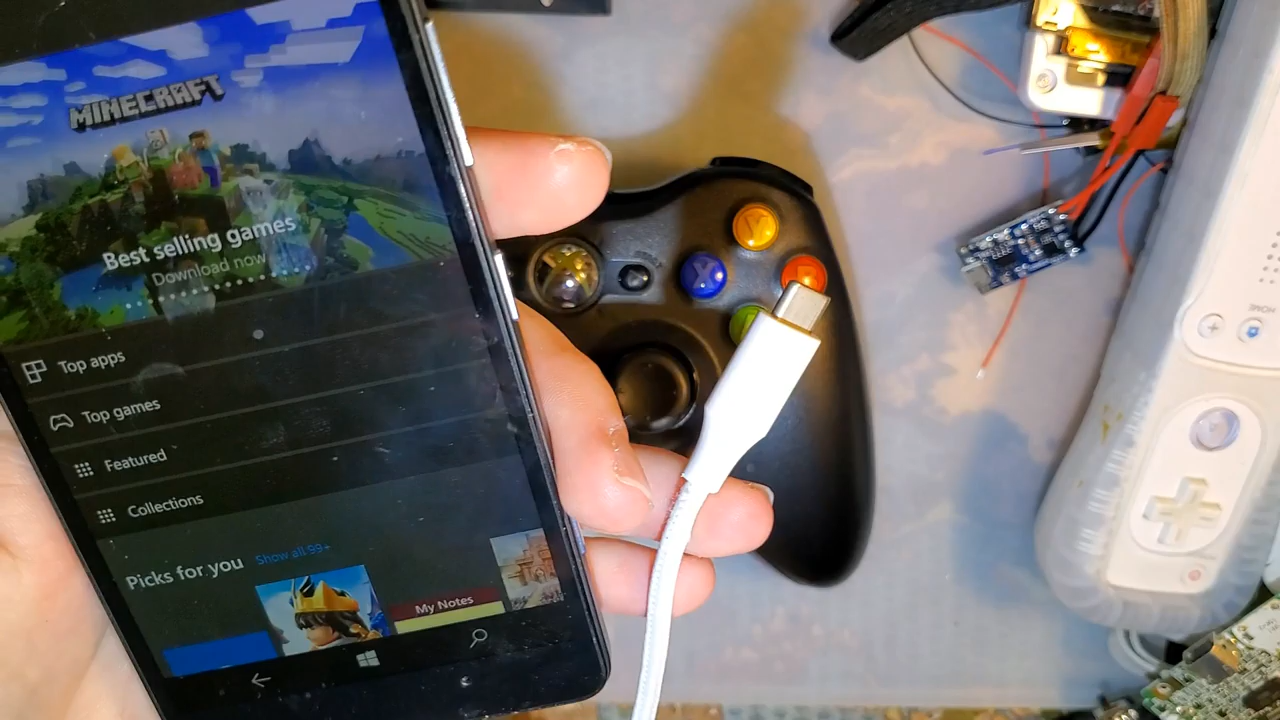 MINECRAFT
Best selling games
Download now
Top apps
Top games
Featured
Collections
Picks for you
Show all 99+
My Notes
Y
X
HOME